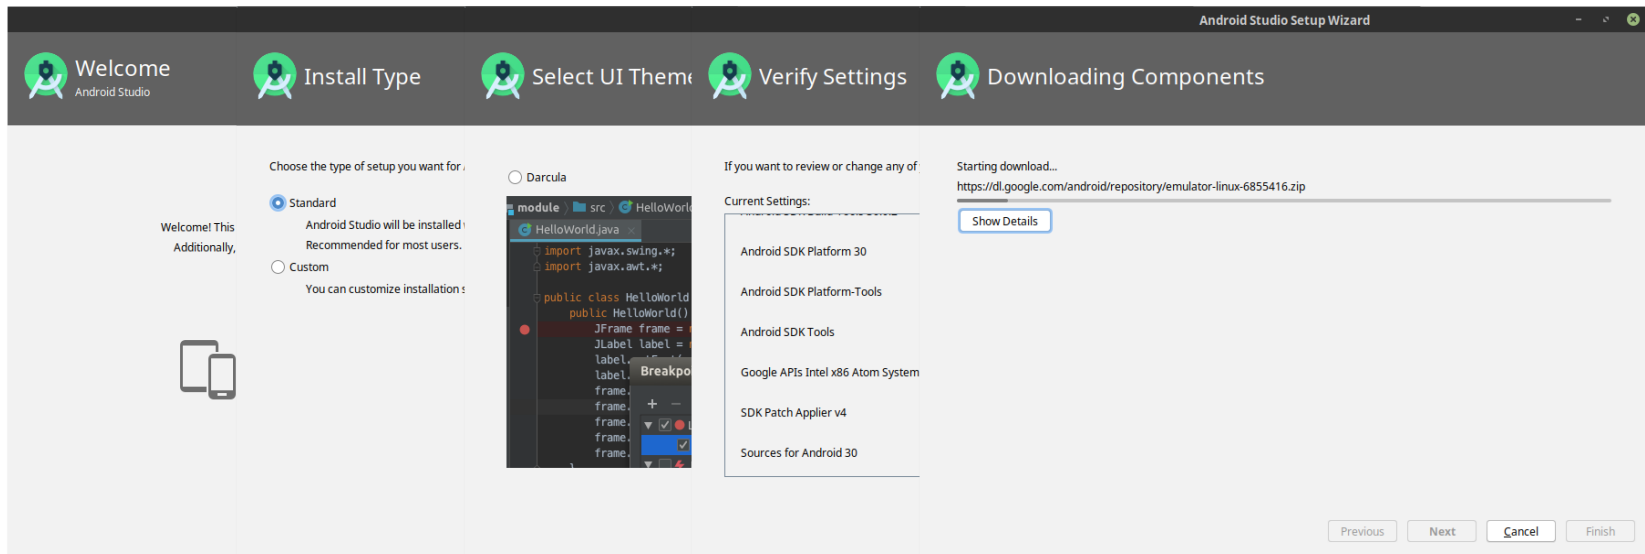 Android Studio Setup Wizard
Welcome
Android Studio
Welcome! This
Additionally,
Install Type
Choose the type of setup you want for
Standard
Android Studio will be installed
Recommended for most users.
Custom
You can customize installation s
Select UI Theme
Darcula
module src HelloWorld
HelloWorld.java
import javax.swing.*;
import javax.awt.*;
public class HelloWorld
public HelloWorld()
JFrame frame =
JLabel label =
label.
label.
frame.
frame.
frame.
frame.
frame.
}
Breakpo
Verify Settings
If you want to review or change any of
Current Settings:
Android SDK Platform 30
Android SDK Platform-Tools
Android SDK Tools
Google APIs Intel x86 Atom System
SDK Patch Applier v4
Sources for Android 30
Downloading Components
Starting download...
https://dl.google.com/android/repository/emulator-linux-6855416.zip
Show Details
Previous
Next
Cancel
Finish